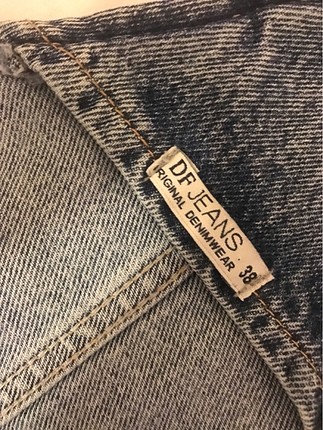 DF JEANS
RIGINAL DENIMWEAR 38